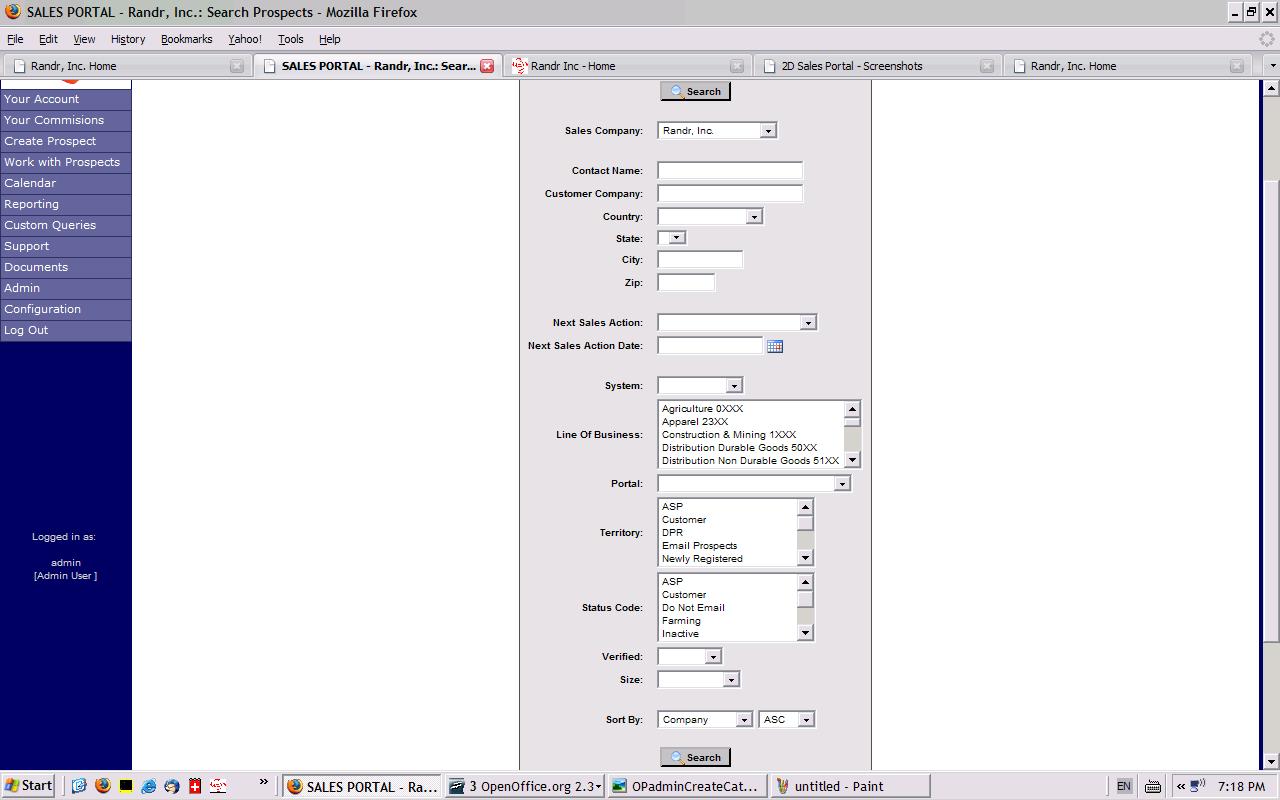 SALES PORTAL - Randr, Inc.: Search Prospects - Mozilla Firefox
File Edit View History Bookmarks Yahoo! Tools Help
Randr, Inc. Home
SALES PORTAL - Randr, Inc.: Sear...
Randr Inc - Home
2D Sales Portal - Screenshots
Randr, Inc. Home
Your Account
Your Commisions
Create Prospect
Work with Prospects
Calendar
Reporting
Custom Queries
Support
Documents
Admin
Configuration
Log Out
Logged in as:
admin
[Admin User ]
Search
Sales Company: Randr, Inc.
Contact Name:
Customer Company:
Country:
State:
City:
Zip:
Next Sales Action:
Next Sales Action Date:
System:
Line Of Business:
Agriculture 0XXX
Apparel 23XX
Construction & Mining 1XXX
Distribution Durable Goods 50XX
Distribution Non Durable Goods 51XX
Portal:
Territory:
ASP
Customer
DPR
Email Prospects
Newly Registered
Status Code:
ASP
Customer
Do Not Email
Farming
Inactive
Verified:
Size:
Sort By: Company ASC
Search
Start
SALES PORTAL - Ra...
3 OpenOffice.org 2.3
OPadminCreateCat...
untitled - Paint
EN
7:18 PM